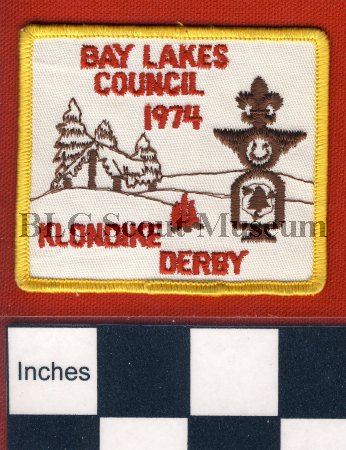 BAY LAKES
COUNCIL
1974
BLC Scout Museum
KLONDIKE
DERBY
Inches